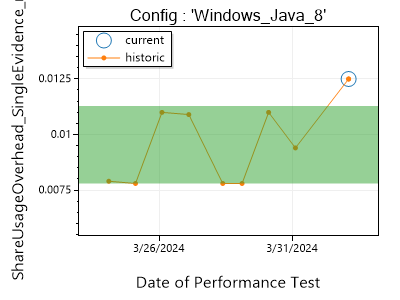 Config : 'Windows_Java_8'
current
historic
0.0125
0.01
0.0075
3/26/2024
3/31/2024
Date of Performance Test
ShareUsageOverhead_SingleEvidence_